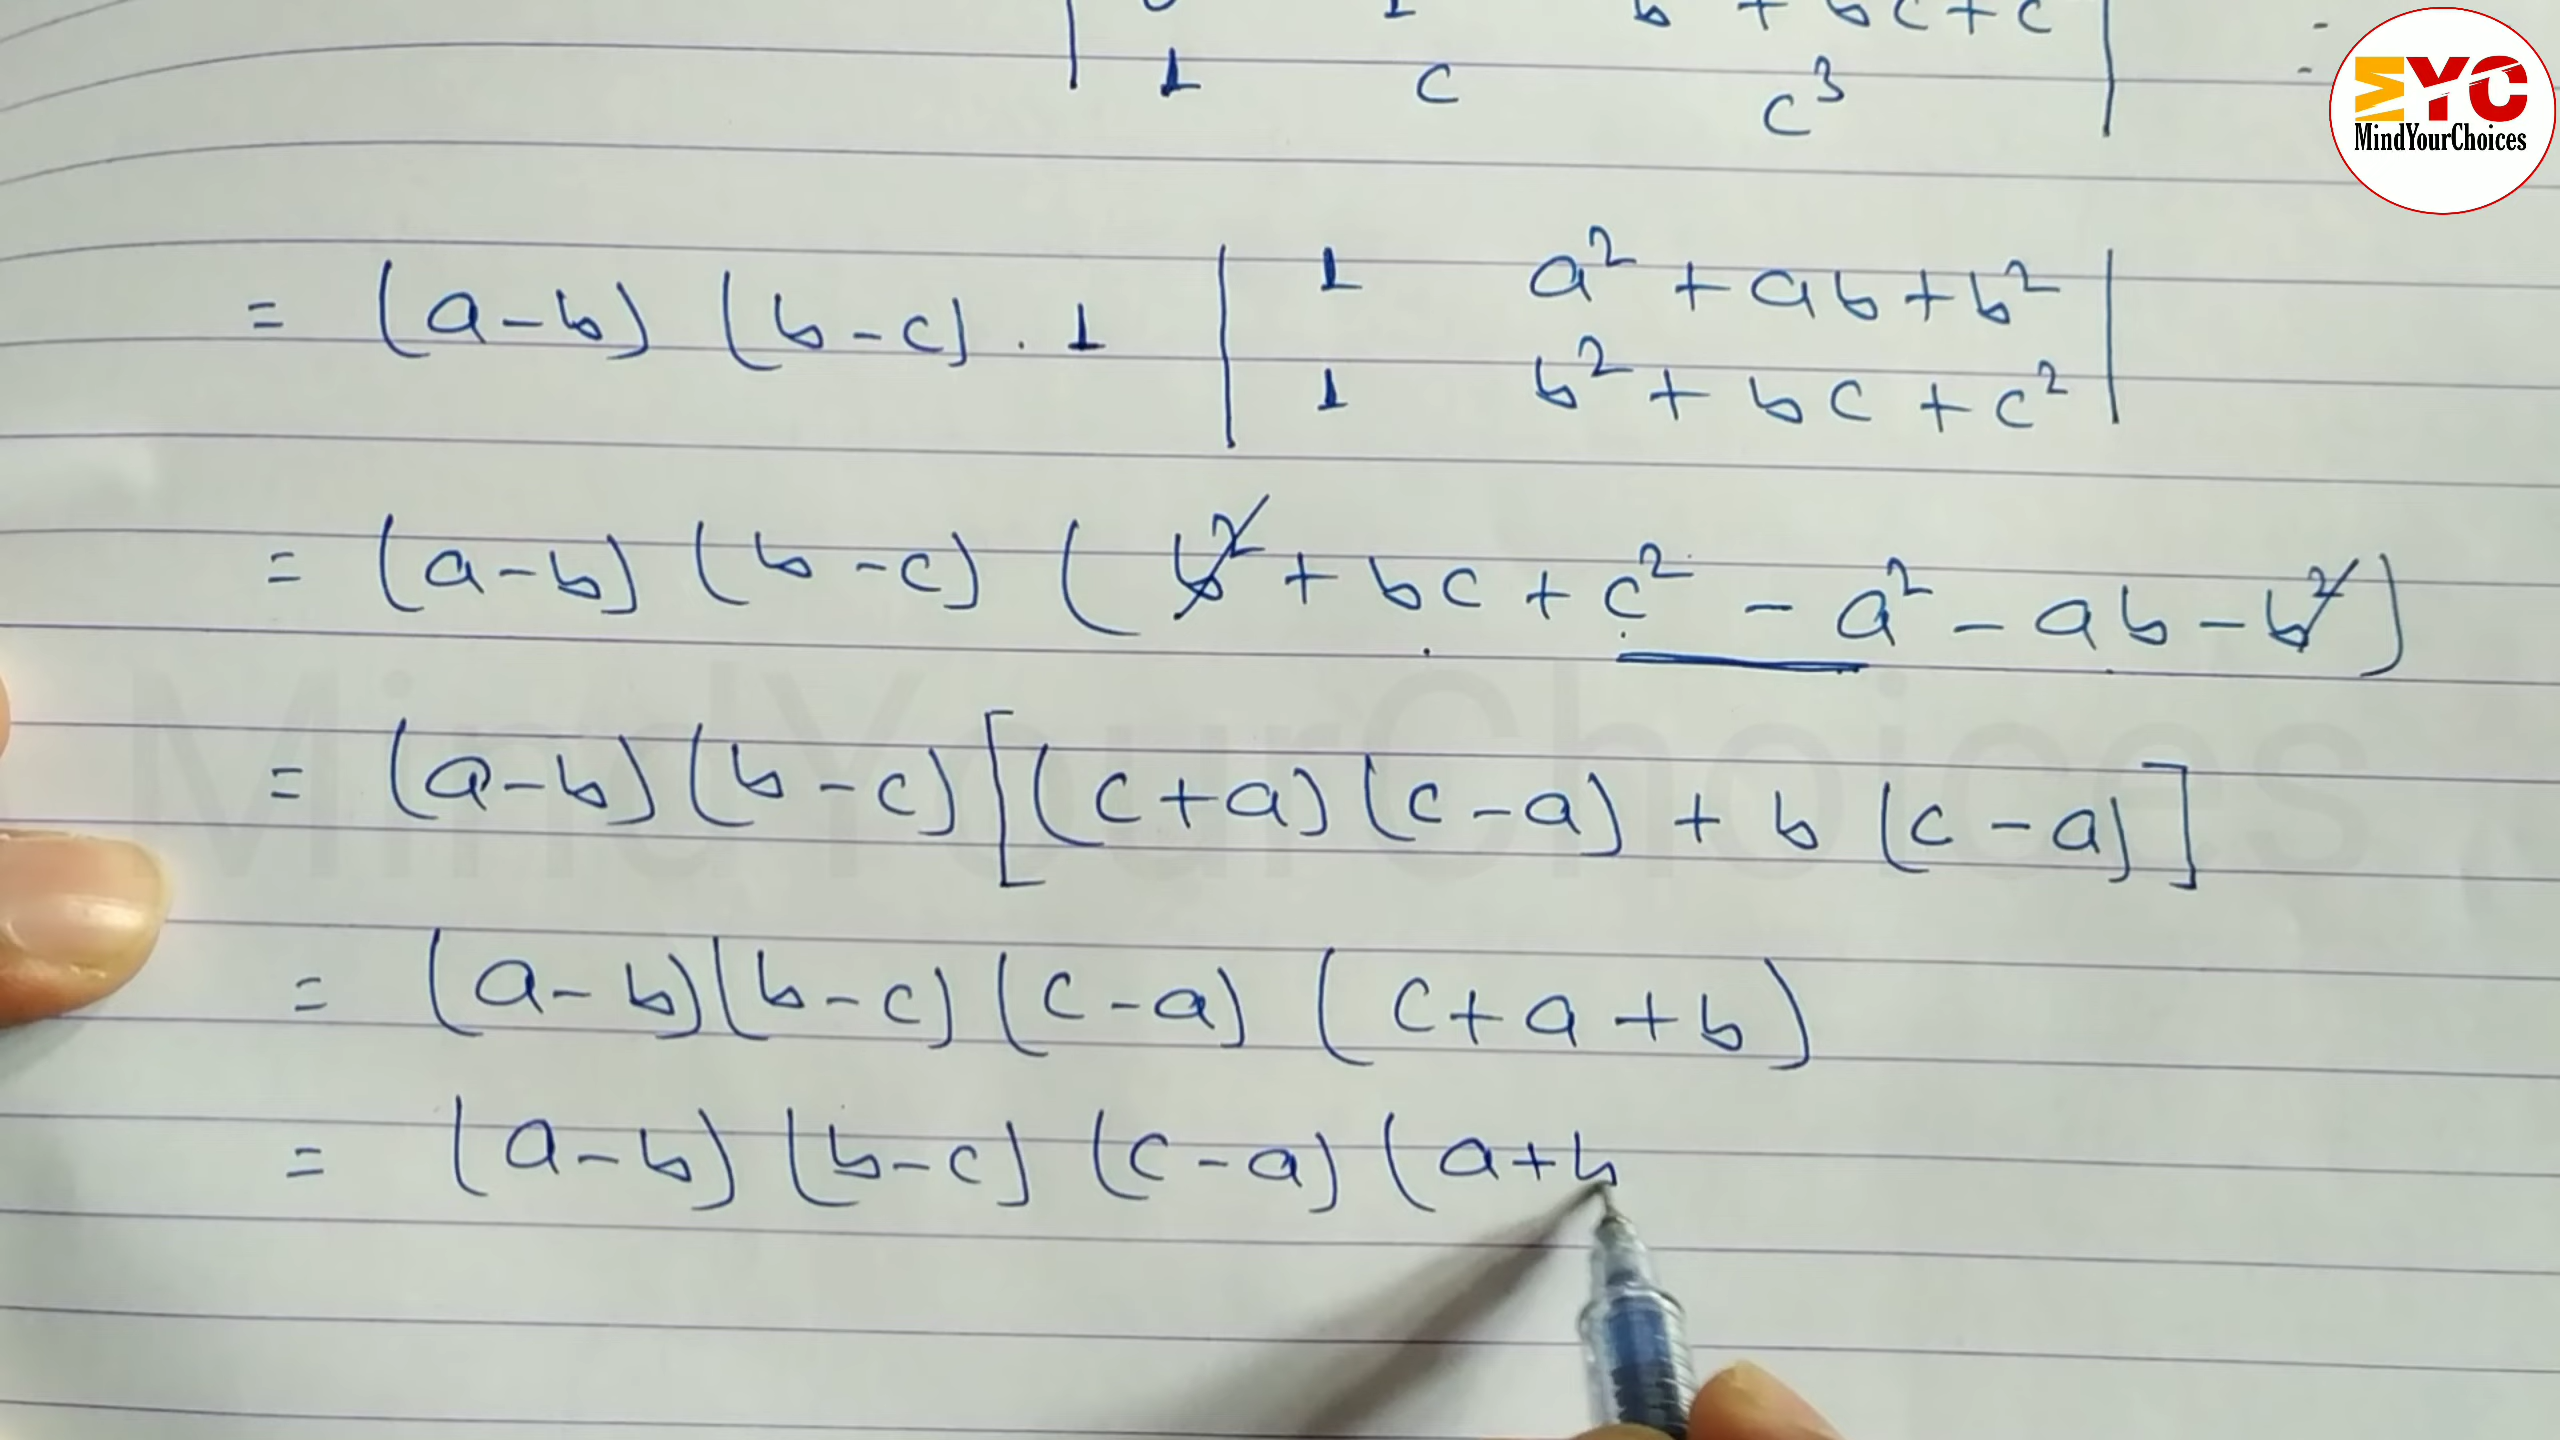 1 c c³
= (a-b) (b-c) . 1 | 1 a² + ab + b² |
| 1 b² + bc + c² |
= (a-b) (b-c) ( b² + bc + c² - a² - ab - b² )
= (a-b) (b-c) [ (c+a) (c-a) + b (c-a) ]
= (a-b) (b-c) (c-a) (c+a+b)
= (a-b) (b-c) (c-a) (a+b
MYC
MindYourChoices
MindYourChoices